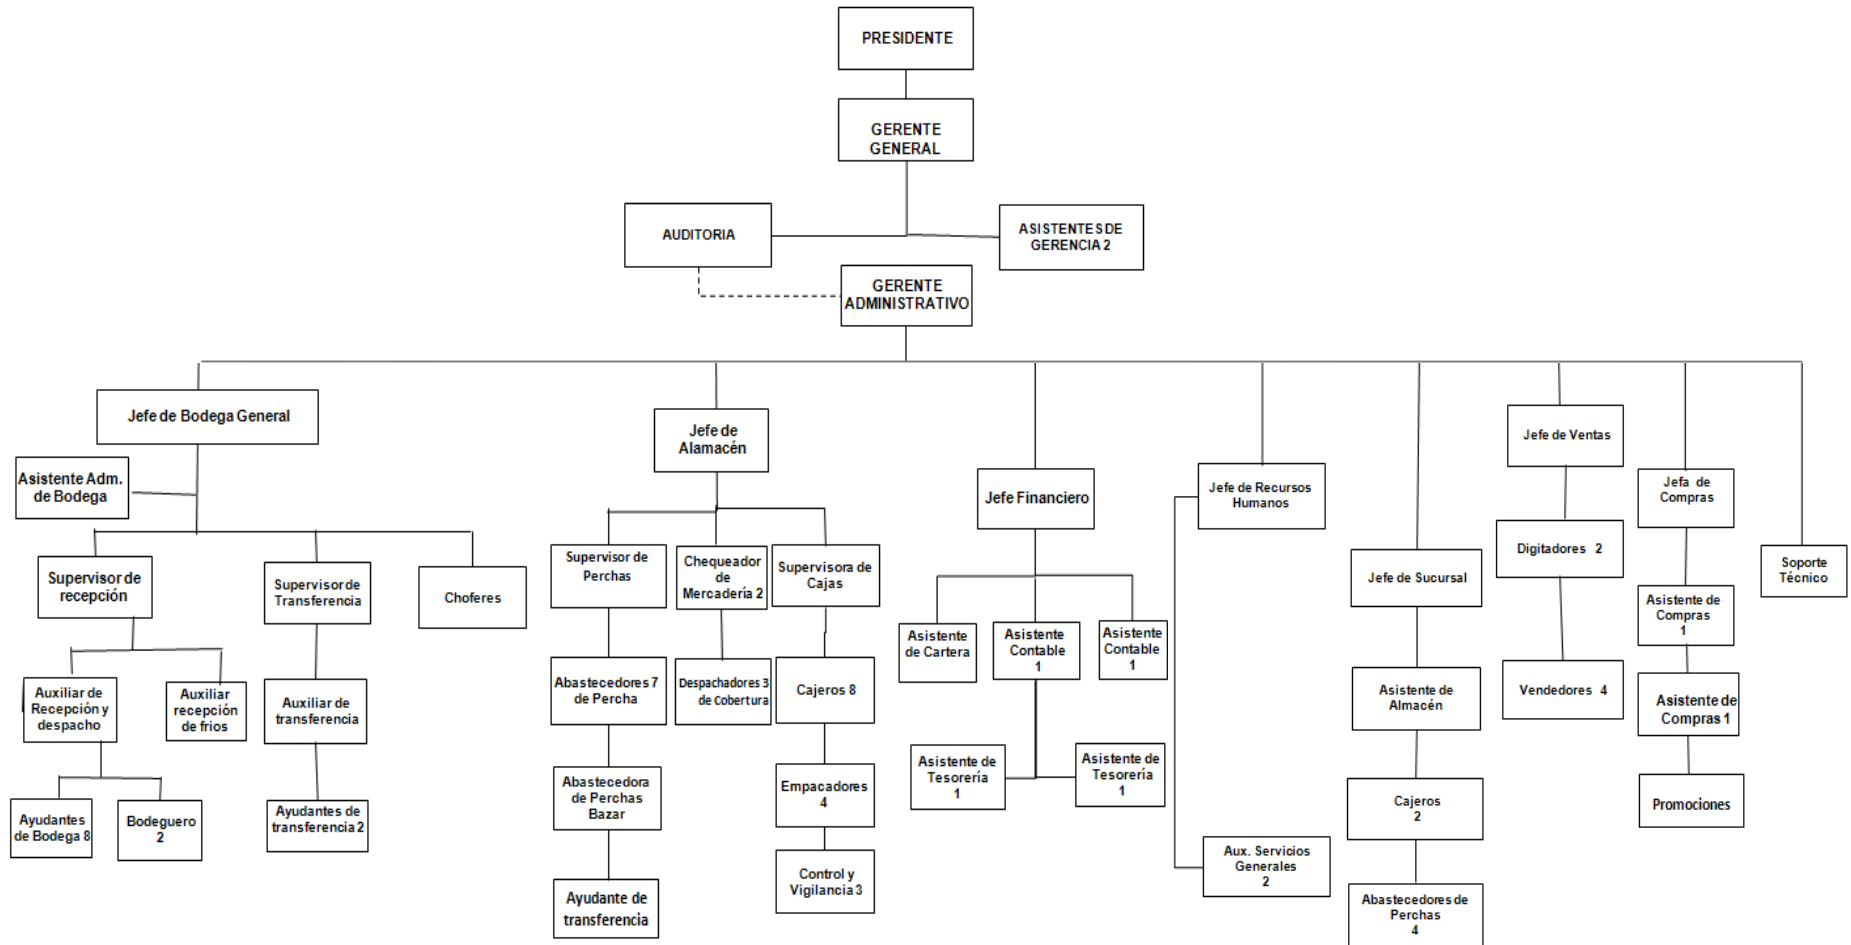 PRESIDENTE
GERENTE
GENERAL
AUDITORIA
ASISTENTES DE
GERENCIA 2
GERENTE
ADMINISTRATIVO
Jefe de Bodega General
Asistente Adm.
de Bodega
Supervisor de
recepción
Supervisor de
Transferencia
Choferes
Auxiliar de
Recepción y
despacho
Auxiliar
recepción
de frios
Auxiliar de
transferencia
Ayudantes
de Bodega 8
Bodeguero
2
Ayudantes de
transferencia 2
Jefe de
Alamacén
Supervisor de
Perchas
Chequeador
de
Mercadería 2
Supervisora de
Cajas
Abastecedores 7
de Percha
Despachadores 3
de Cobertura
Cajeros 8
Abastecedora
de Perchas
Bazar
Empacadores
4
Ayudante de
transferencia
Control y
Vigilancia 3
Jefe Financiero
Asistente
de Cartera
Asistente
Contable
1
Asistente
Contable
1
Asistente de
Tesorería
1
Asistente de
Tesorería
1
Jefe de Recursos
Humanos
Aux. Servicios
Generales
2
Jefe de Sucursal
Asistente de
Almacén
Cajeros
2
Abastecedores de
Perchas
4
Jefe de Ventas
Digitadores 2
Vendedores 4
Jefa de
Compras
Asistente de
Compras
1
Asistente de
Compras 1
Promociones
Soporte
Técnico